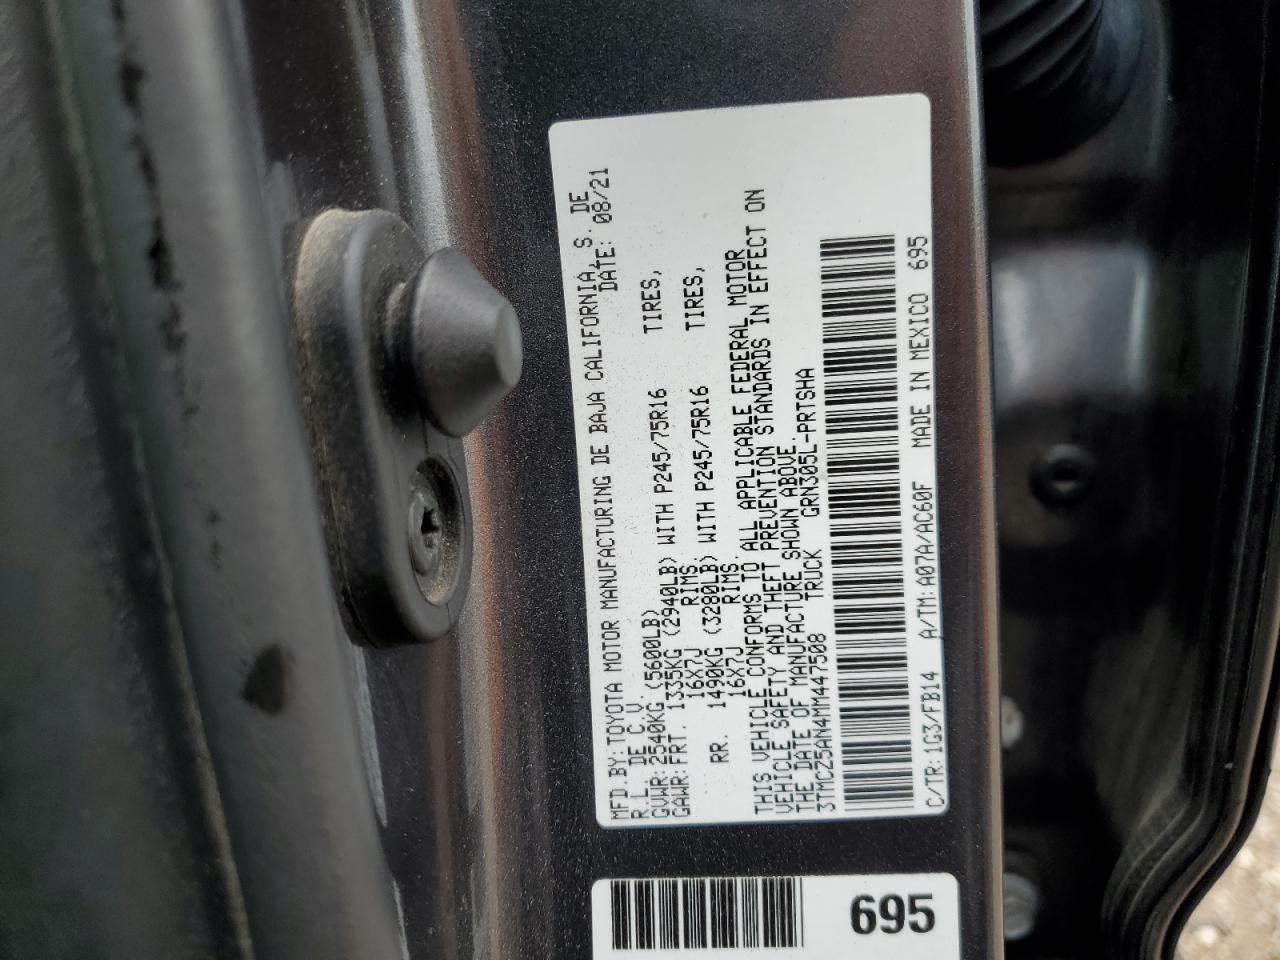 MFD.BY:TOYOTA MOTOR MANUFACTURING DE BAJA CALIFORNIA, S. DE
R.L. DE C.V. DATE: 08/21
GVWR:2540KG (5600LB)
GAWR:FRT. 1335KG (2940LB) WITH P245/75R16 TIRES,
16X7J RIMS
RR. 1490KG (3280LB) WITH P245/75R16 TIRES,
16X7J RIMS
THIS VEHICLE CONFORMS TO ALL APPLICABLE FEDERAL MOTOR
VEHICLE SAFETY AND THEFT PREVENTION STANDARDS IN EFFECT ON
THE DATE OF MANUFACTURE SHOWN ABOVE.
3TMCZ5AN4MM447508 TRUCK GRN305L-PRTSHA
C/TR:1G3/FB14 A/TM:A07A/AC60F MADE IN MEXICO 695
695